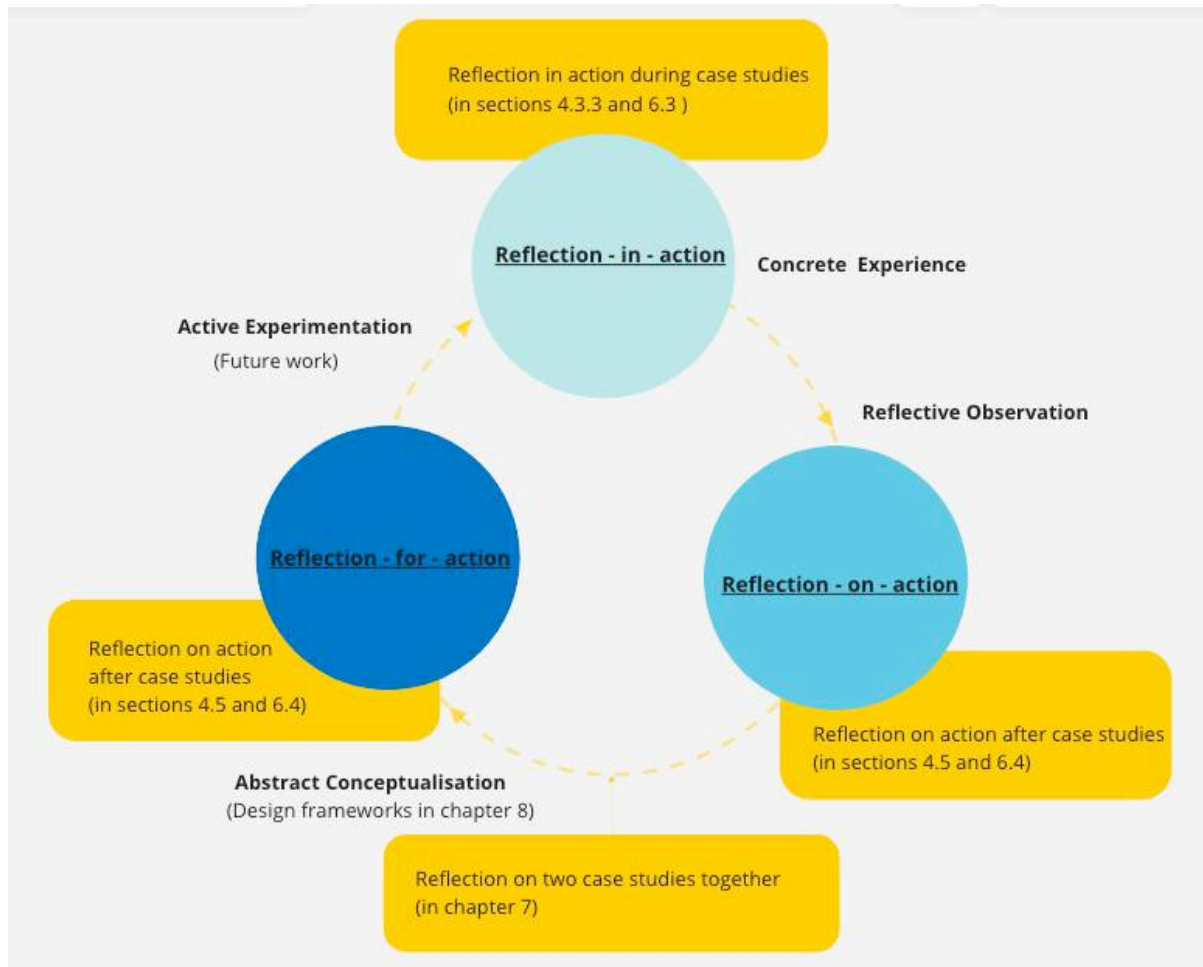 Reflection in action during case studies
(in sections 4.3.3 and 6.3 )
Reflection - in - action
Concrete Experience
Active Experimentation
(Future work)
Reflective Observation
Reflection - for - action
Reflection - on - action
Reflection on action
after case studies
(in sections 4.5 and 6.4)
Reflection on action after case studies
(in sections 4.5 and 6.4)
Abstract Conceptualisation
(Design frameworks in chapter 8)
Reflection on two case studies together
(in chapter 7)